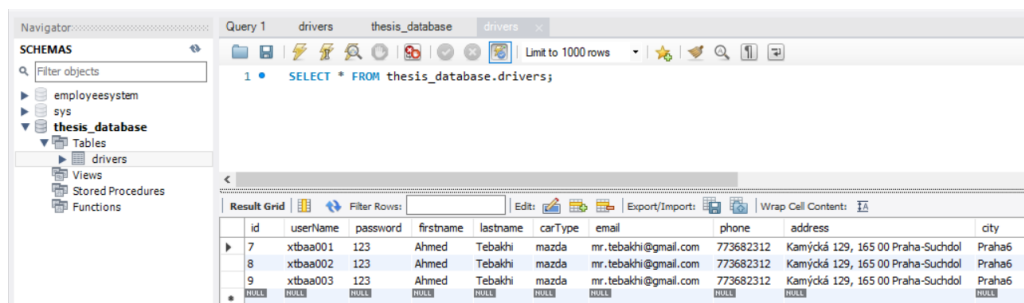 Navigator
Query 1 drivers thesis_database drivers
SCHEMAS
Limit to 1000 rows
Filter objects
1 SELECT * FROM thesis_database.drivers;
employeesystem
sys
thesis_database
Tables
drivers
Views
Stored Procedures
Functions
Result Grid Filter Rows: Edit: Export/Import: Wrap Cell Content:
id userName password firstname lastname carType email phone address city
7 xtbaa001 123 Ahmed Tebakhi mazda mr.tebakhi@gmail.com 773682312 Kamýcká 129, 165 00 Praha-Suchdol Praha6
8 xtbaa002 123 Ahmed Tebakhi mazda mr.tebakhi@gmail.com 773682312 Kamýcká 129, 165 00 Praha-Suchdol Praha6
9 xtbaa003 123 Ahmed Tebakhi mazda mr.tebakhi@gmail.com 773682312 Kamýcká 129, 165 00 Praha-Suchdol Praha6
NULL NULL NULL NULL NULL NULL NULL NULL NULL NULL